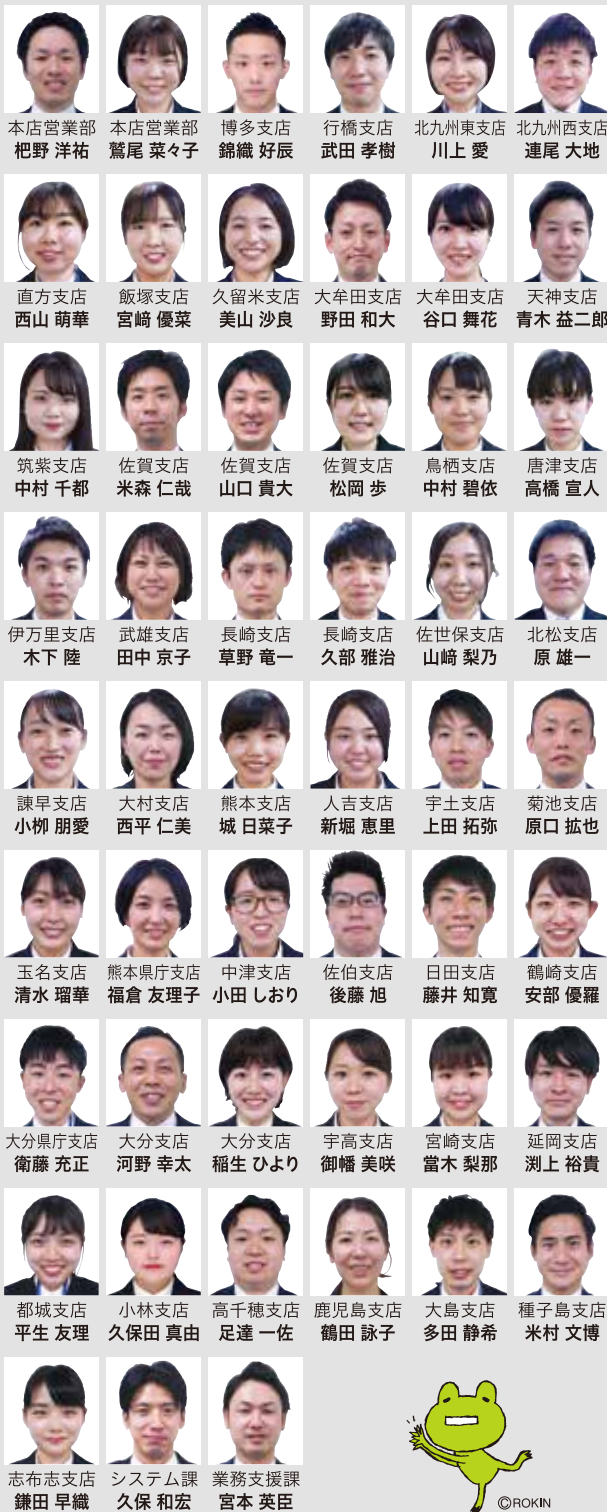 本店営業部 本店営業部 博多支店 行橋支店 北九州東支店 北九州西支店
杷野 洋祐 鷲尾 菜々子 錦織 好辰 武田 孝樹 川上 愛 連尾 大地
直方支店 飯塚支店 久留米支店 大牟田支店 大牟田支店 天神支店
西山 萌華 宮﨑 優菜 美山 沙良 野田 和大 谷口 舞花 青木 益二郎
筑紫支店 佐賀支店 佐賀支店 佐賀支店 鳥栖支店 唐津支店
中村 千都 米森 仁哉 山口 貴大 松岡 歩 中村 碧依 高橋 宣人
伊万里支店 武雄支店 長崎支店 長崎支店 佐世保支店 北松支店
木下 陸 田中 京子 草野 竜一 久部 雅治 山﨑 梨乃 原 雄一
諫早支店 大村支店 熊本支店 人吉支店 宇土支店 菊池支店
小栁 朋愛 西平 仁美 城 日菜子 新堀 恵里 上田 拓弥 原口 拡也
玉名支店 熊本県庁支店 中津支店 佐伯支店 日田支店 鶴崎支店
清水 瑠華 福倉 友理子 小田 しおり 後藤 旭 藤井 知寛 安部 優羅
大分県庁支店 大分支店 大分支店 宇高支店 宮崎支店 延岡支店
衛藤 充正 河野 幸太 稲生 ひより 御幡 美咲 當木 梨那 渕上 裕貴
都城支店 小林支店 高千穂支店 鹿児島支店 大島支店 種子島支店
平生 友理 久保田 真由 足達 一佐 鶴田 詠子 多田 静希 米村 文博
志布志支店 システム課 業務支援課
鎌田 早織 久保 和宏 宮本 英臣
©ROKIN